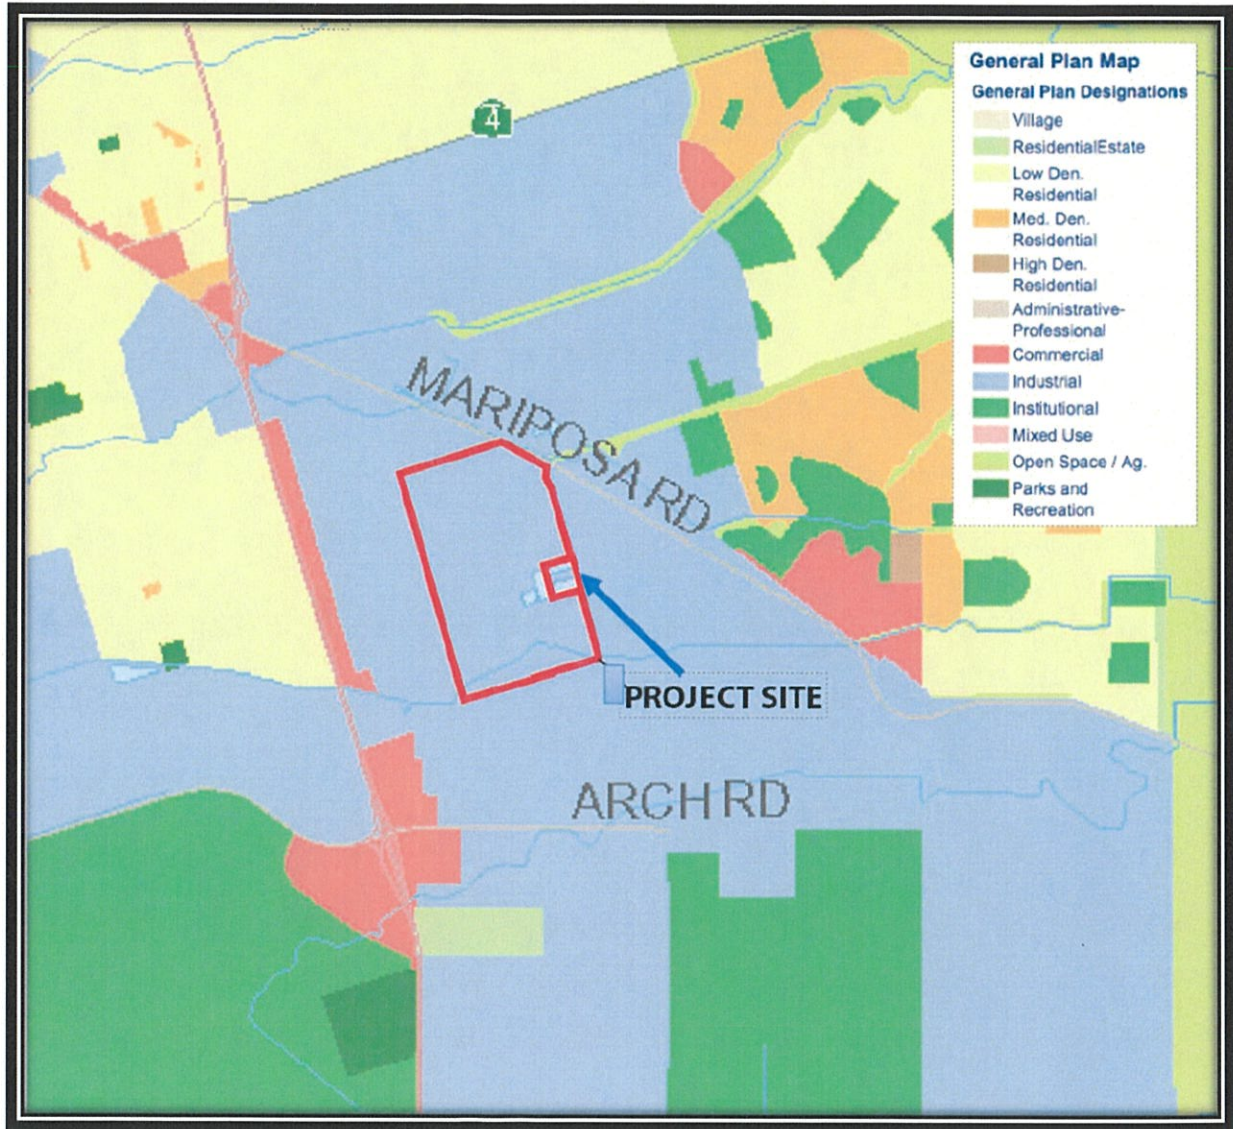 General Plan Map
General Plan Designations
Village
ResidentialEstate
Low Den.
Residential
Med. Den.
Residential
High Den.
Residential
Administrative-
Professional
Commercial
Industrial
Institutional
Mixed Use
Open Space / Ag.
Parks and
Recreation
4
MARIPOSA RD
PROJECT SITE
ARCH RD